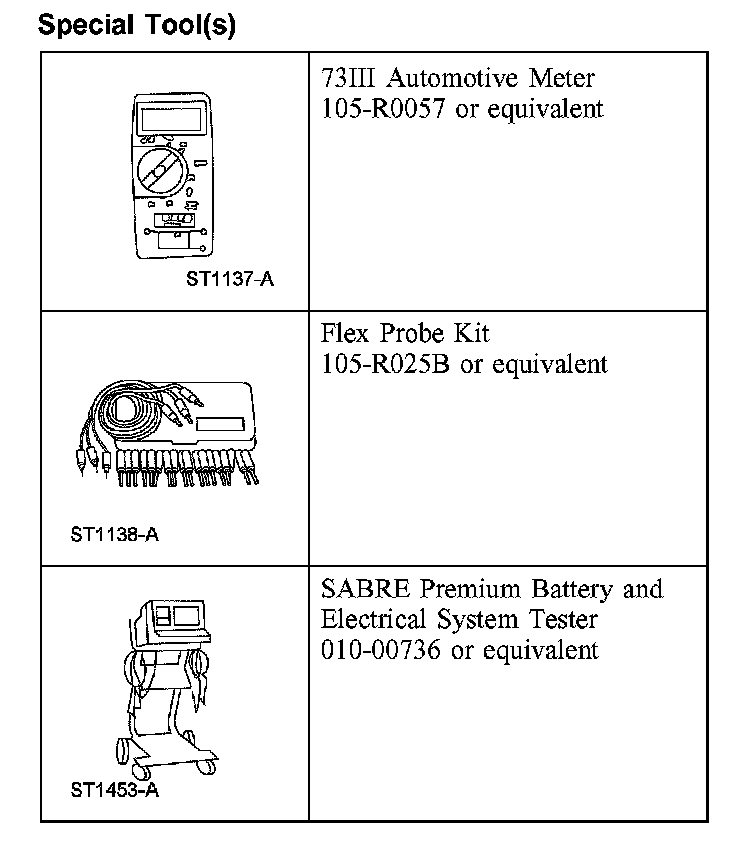 Special Tool(s)
73III Automotive Meter
105-R0057 or equivalent
ST1137-A
Flex Probe Kit
105-R025B or equivalent
ST1138-A
SABRE Premium Battery and
Electrical System Tester
010-00736 or equivalent
ST1453-A